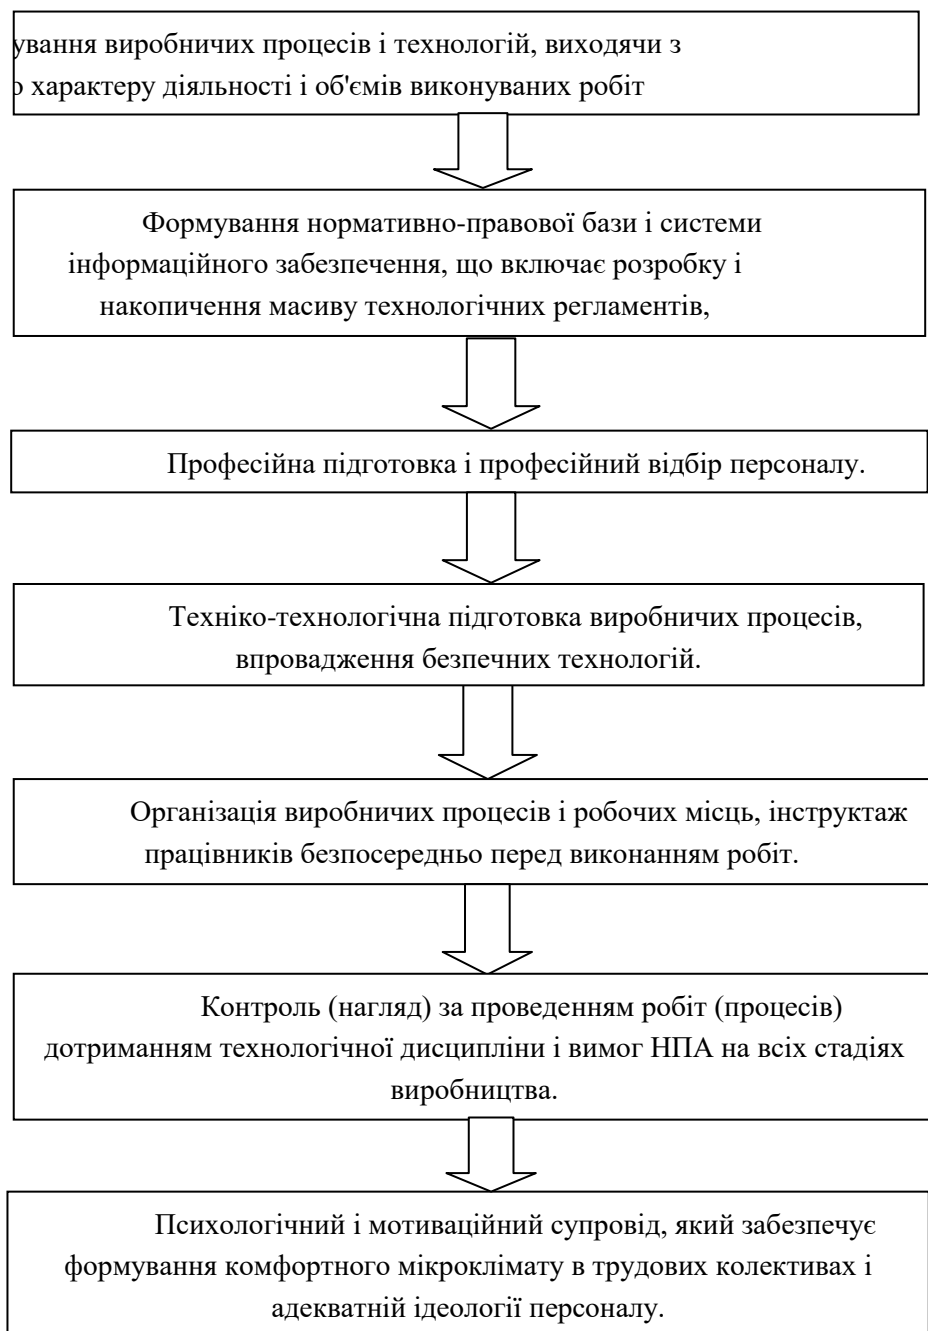 ування виробничих процесів і технологій, виходячи з
характеру діяльності і об'ємів виконуваних робіт
Формування нормативно-правової бази і системи
інформаційного забезпечення, що включає розробку і
накопичення масиву технологічних регламентів,
Професійна підготовка і професійний відбір персоналу.
Техніко-технологічна підготовка виробничих процесів,
впровадження безпечних технологій.
Організація виробничих процесів і робочих місць, інструктаж
працівників безпосередньо перед виконанням робіт.
Контроль (нагляд) за проведенням робіт (процесів)
дотриманням технологічної дисципліни і вимог НПА на всіх стадіях
виробництва.
Психологічний і мотиваційний супровід, який забезпечує
формування комфортного мікроклімату в трудових колективах і
адекватній ідеології персоналу.